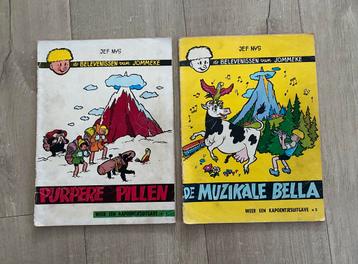 JEF NYS
de BELEVENISSEN van JOMMEKE
PURPERE PILLEN
WEER EEN KAPOENTJESUITGAVE
JEF NYS
de BELEVENISSEN van JOMMEKE
DE MUZIKALE BELLA
WEER EEN KAPOENTJESUITGAVE